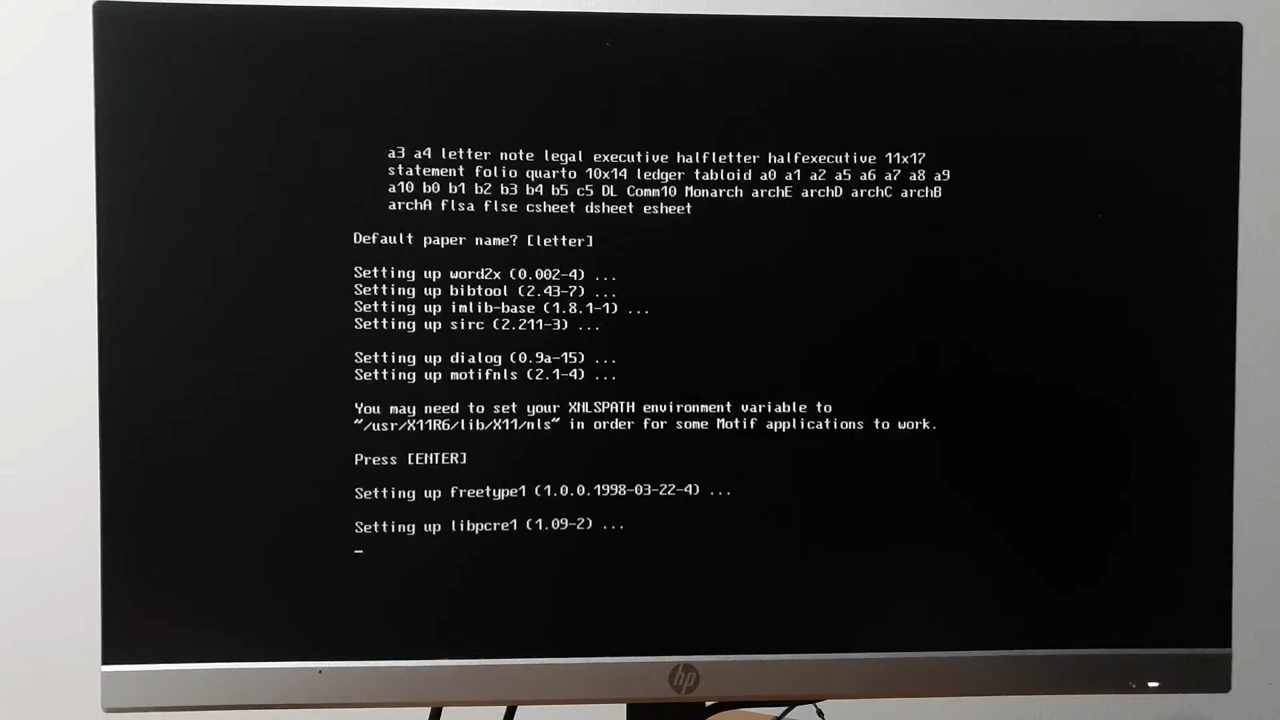 a3 a4 letter note legal executive halfletter halfexecutive 11x17
statement folio quarto 10x14 ledger tabloid a0 a1 a2 a5 a6 a7 a8 a9
a10 b0 b1 b2 b3 b4 b5 c5 DL Comm10 Monarch archE archD archC archB
archA flsa flse csheet dsheet esheet
Default paper name? [letter]
Setting up word2x (0.002-4) ...
Setting up bibtool (2.43-7) ...
Setting up imlib-base (1.8.1-1) ...
Setting up sirc (2.211-3) ...
Setting up dialog (0.9a-15) ...
Setting up motifnls (2.1-4) ...
You may need to set your XNLSPATH environment variable to
"/usr/X11R6/lib/X11/nls" in order for some Motif applications to work.
Press [ENTER]
Setting up freetype1 (1.0.0.1998-03-22-4) ...
Setting up libpcre1 (1.09-2) ...
_
hp